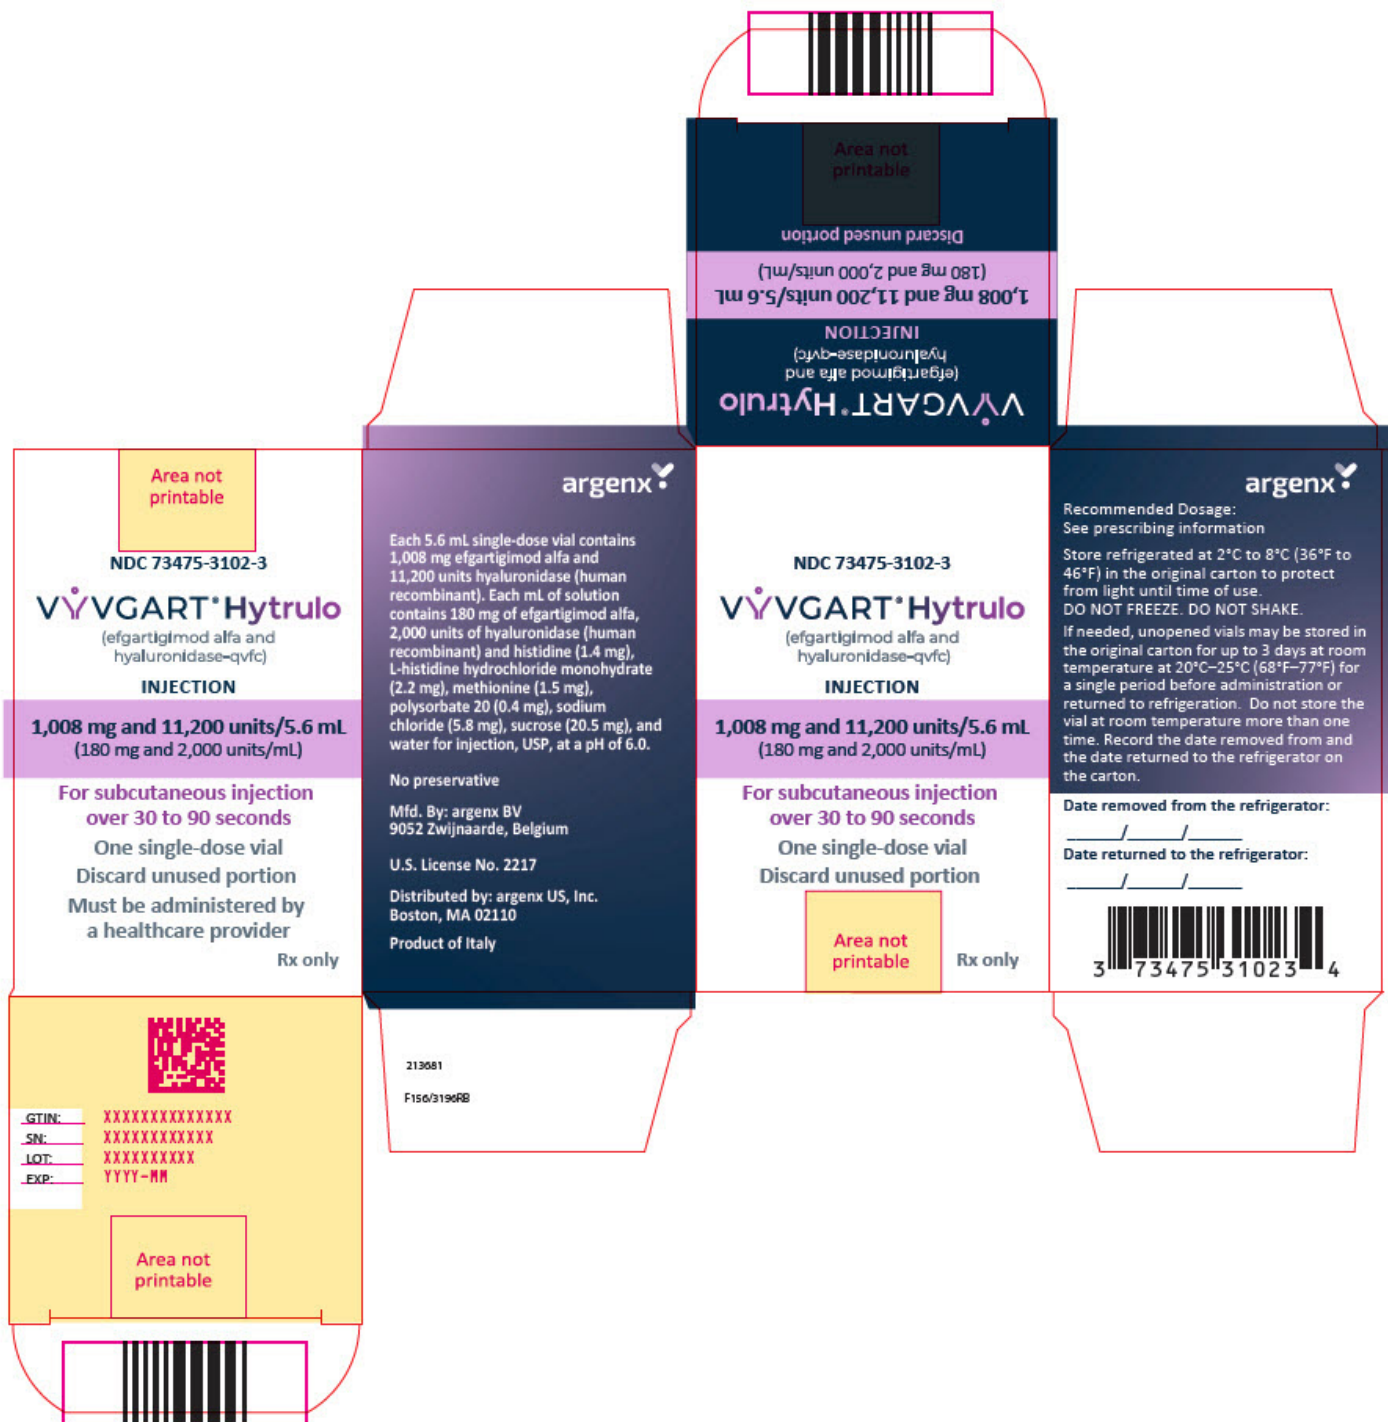 Area not
printable
Discard unused portion
(180 mg and 2,000 units/mL)
1,008 mg and 11,200 units/5.6 mL
INJECTION
hyaluronidase-qvfc)
(efgartigimod alfa and
VYVGART® Hytrulo
Area not
printable
NDC 73475-3102-3
VYVGART® Hytrulo
(efgartigimod alfa and
hyaluronidase-qvfc)
INJECTION
1,008 mg and 11,200 units/5.6 mL
(180 mg and 2,000 units/mL)
For subcutaneous injection
over 30 to 90 seconds
One single-dose vial
Discard unused portion
Must be administered by
a healthcare provider
Rx only
argenx
Each 5.6 mL single-dose vial contains
1,008 mg efgartigimod alfa and
11,200 units hyaluronidase (human
recombinant). Each mL of solution
contains 180 mg of efgartigimod alfa,
2,000 units of hyaluronidase (human
recombinant) and histidine (1.4 mg),
L-histidine hydrochloride monohydrate
(2.2 mg), methionine (1.5 mg),
polysorbate 20 (0.4 mg), sodium
chloride (5.8 mg), sucrose (20.5 mg), and
water for injection, USP, at a pH of 6.0.
No preservative
Mfd. By: argenx BV
9052 Zwijnaarde, Belgium
U.S. License No. 2217
Distributed by: argenx US, Inc.
Boston, MA 02110
Product of Italy
NDC 73475-3102-3
VYVGART® Hytrulo
(efgartigimod alfa and
hyaluronidase-qvfc)
INJECTION
1,008 mg and 11,200 units/5.6 mL
(180 mg and 2,000 units/mL)
For subcutaneous injection
over 30 to 90 seconds
One single-dose vial
Discard unused portion
Area not
printable
Rx only
argenx
Recommended Dosage:
See prescribing information
Store refrigerated at 2°C to 8°C (36°F to
46°F) in the original carton to protect
from light until time of use.
DO NOT FREEZE. DO NOT SHAKE.
If needed, unopened vials may be stored in
the original carton for up to 3 days at room
temperature at 20°C–25°C (68°F–77°F) for
a single period before administration or
returned to refrigeration. Do not store the
vial at room temperature more than one
time. Record the date removed from and
the date returned to the refrigerator on
the carton.
Date removed from the refrigerator:
_____/_____/_____
Date returned to the refrigerator:
_____/_____/_____
3 73475 31023 4
213681
F156/3196RB
GTIN: XXXXXXXXXXXXXX
SN: XXXXXXXXXXXX
LOT: XXXXXXXXXX
EXP: YYYY-MM
Area not
printable